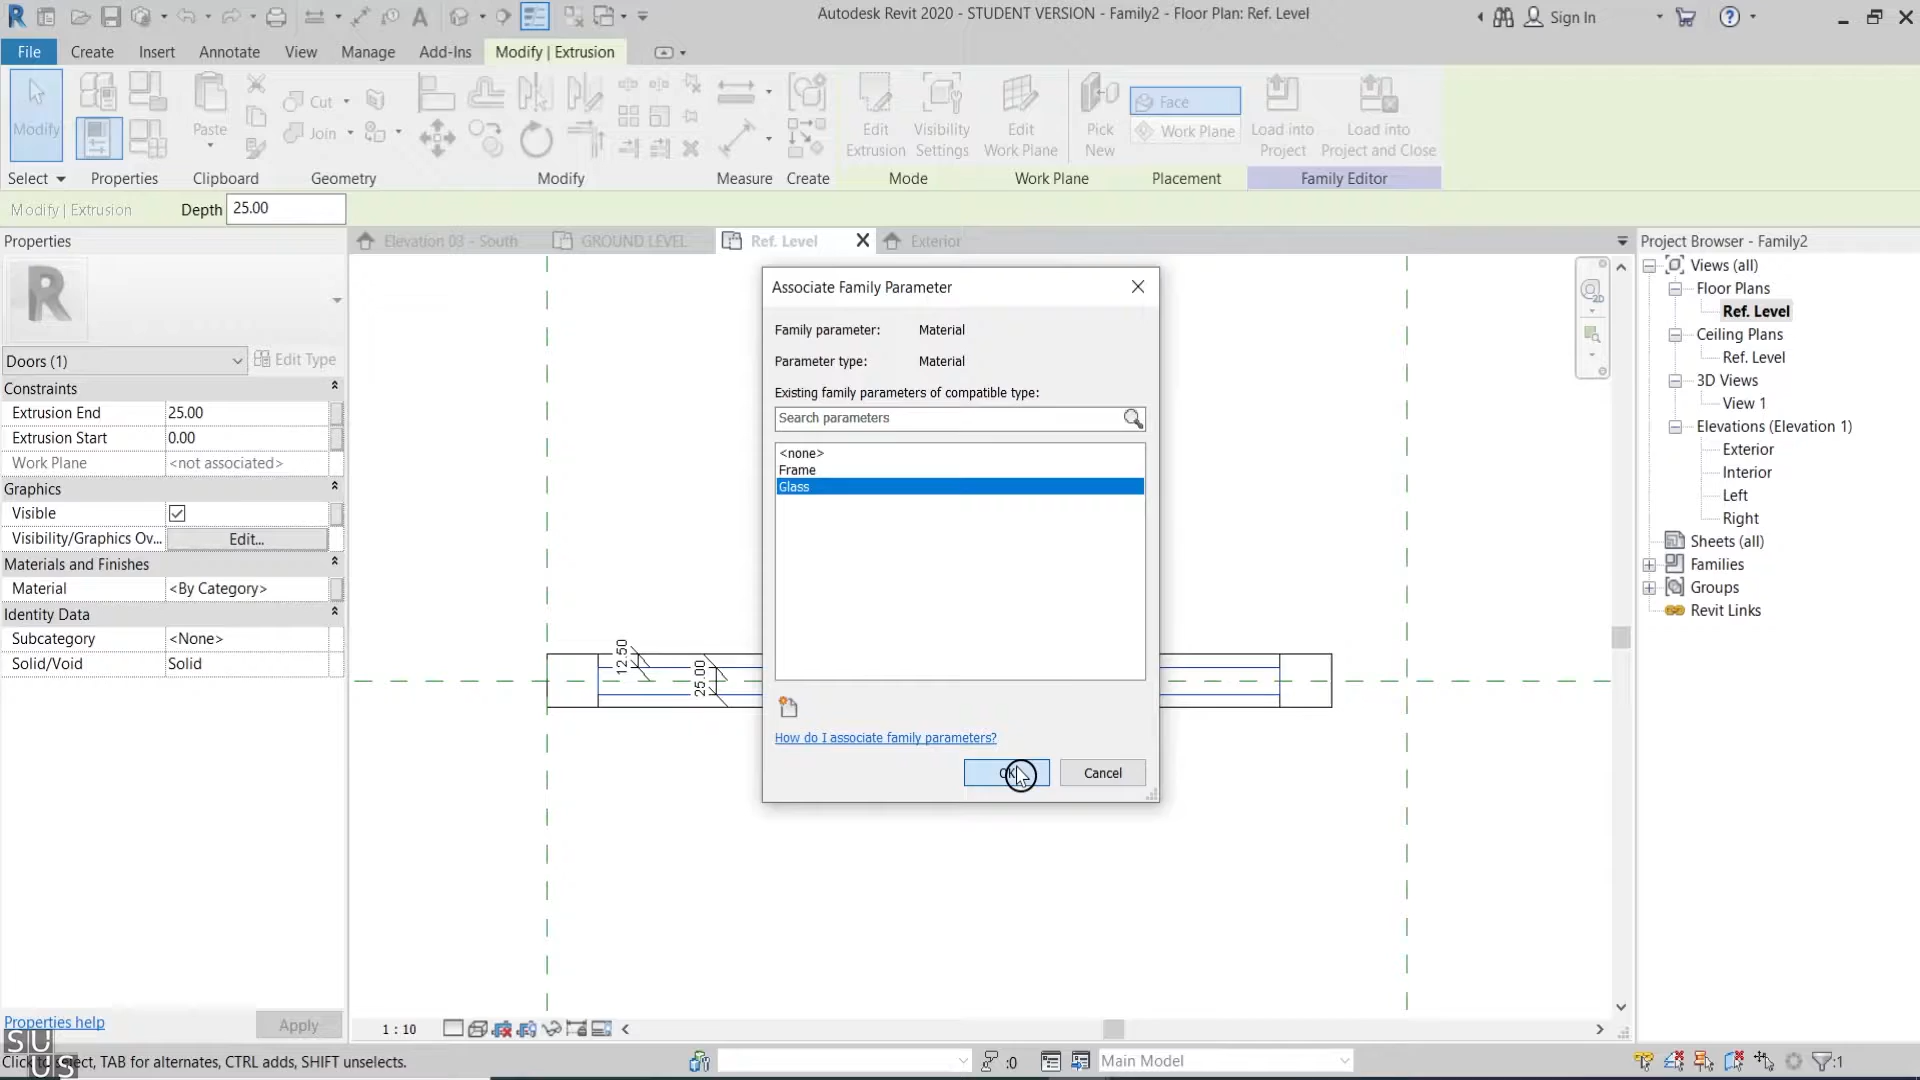 Autodesk Revit 2020 - STUDENT VERSION - Family2 - Floor Plan: Ref. Level
Sign In
File
Create
Insert
Annotate
View
Manage
Add-Ins
Modify | Extrusion
Modify
Paste
Cut
Join
Edit
Extrusion
Visibility
Settings
Edit
Work Plane
Pick
New
Face
Work Plane
Load into
Project
Load into
Project and Close
Select
Properties
Clipboard
Geometry
Modify
Measure
Create
Mode
Work Plane
Placement
Family Editor
Modify | Extrusion
Depth 25.00
Properties
Elevation 03 - South
GROUND LEVEL
Ref. Level
Exterior
Project Browser - Family2
Doors (1)
Edit Type
Constraints
Extrusion End 25.00
Extrusion Start 0.00
Work Plane <not associated>
Graphics
Visible
Visibility/Graphics Ov... Edit...
Materials and Finishes
Material <By Category>
Identity Data
Subcategory <None>
Solid/Void Solid
Properties help
Apply
Associate Family Parameter
Family parameter: Material
Parameter type: Material
Existing family parameters of compatible type:
Search parameters
<none>
Frame
Glass
How do I associate family parameters?
OK
Cancel
12.50
25.00
2D
Views (all)
Floor Plans
Ref. Level
Ceiling Plans
Ref. Level
3D Views
View 1
Elevations (Elevation 1)
Exterior
Interior
Left
Right
Sheets (all)
Families
Groups
Revit Links
1 : 10
Click to select, TAB for alternates, CTRL adds, SHIFT unselects.
:0
Main Model
:1
SU
US